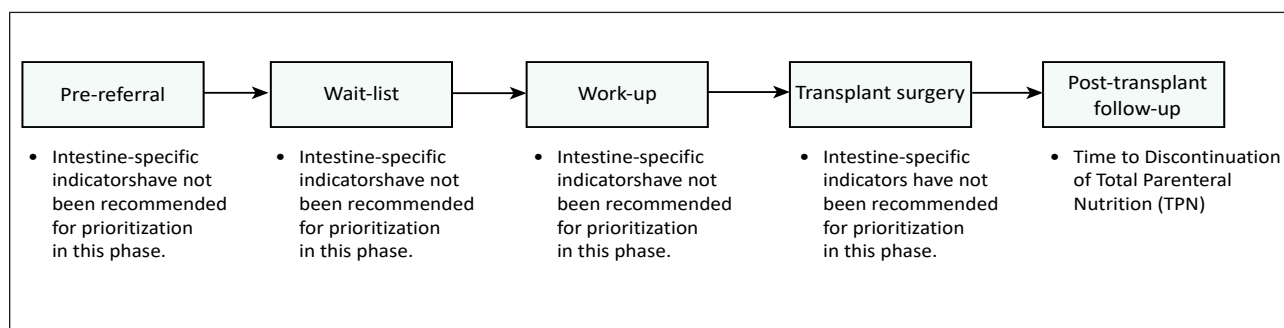 Pre-referral
Wait-list
Work-up
Transplant surgery
Post-transplant
follow-up
• Intestine-specific
indicatorshave not
been recommended
for prioritization
in this phase.
• Intestine-specific
indicatorshave not
been recommended
for prioritization
in this phase.
• Intestine-specific
indicatorshave not
been recommended
for prioritization
in this phase.
• Intestine-specific
indicators have not
been recommended
for prioritization
in this phase.
• Time to Discontinuation
of Total Parenteral
Nutrition (TPN)